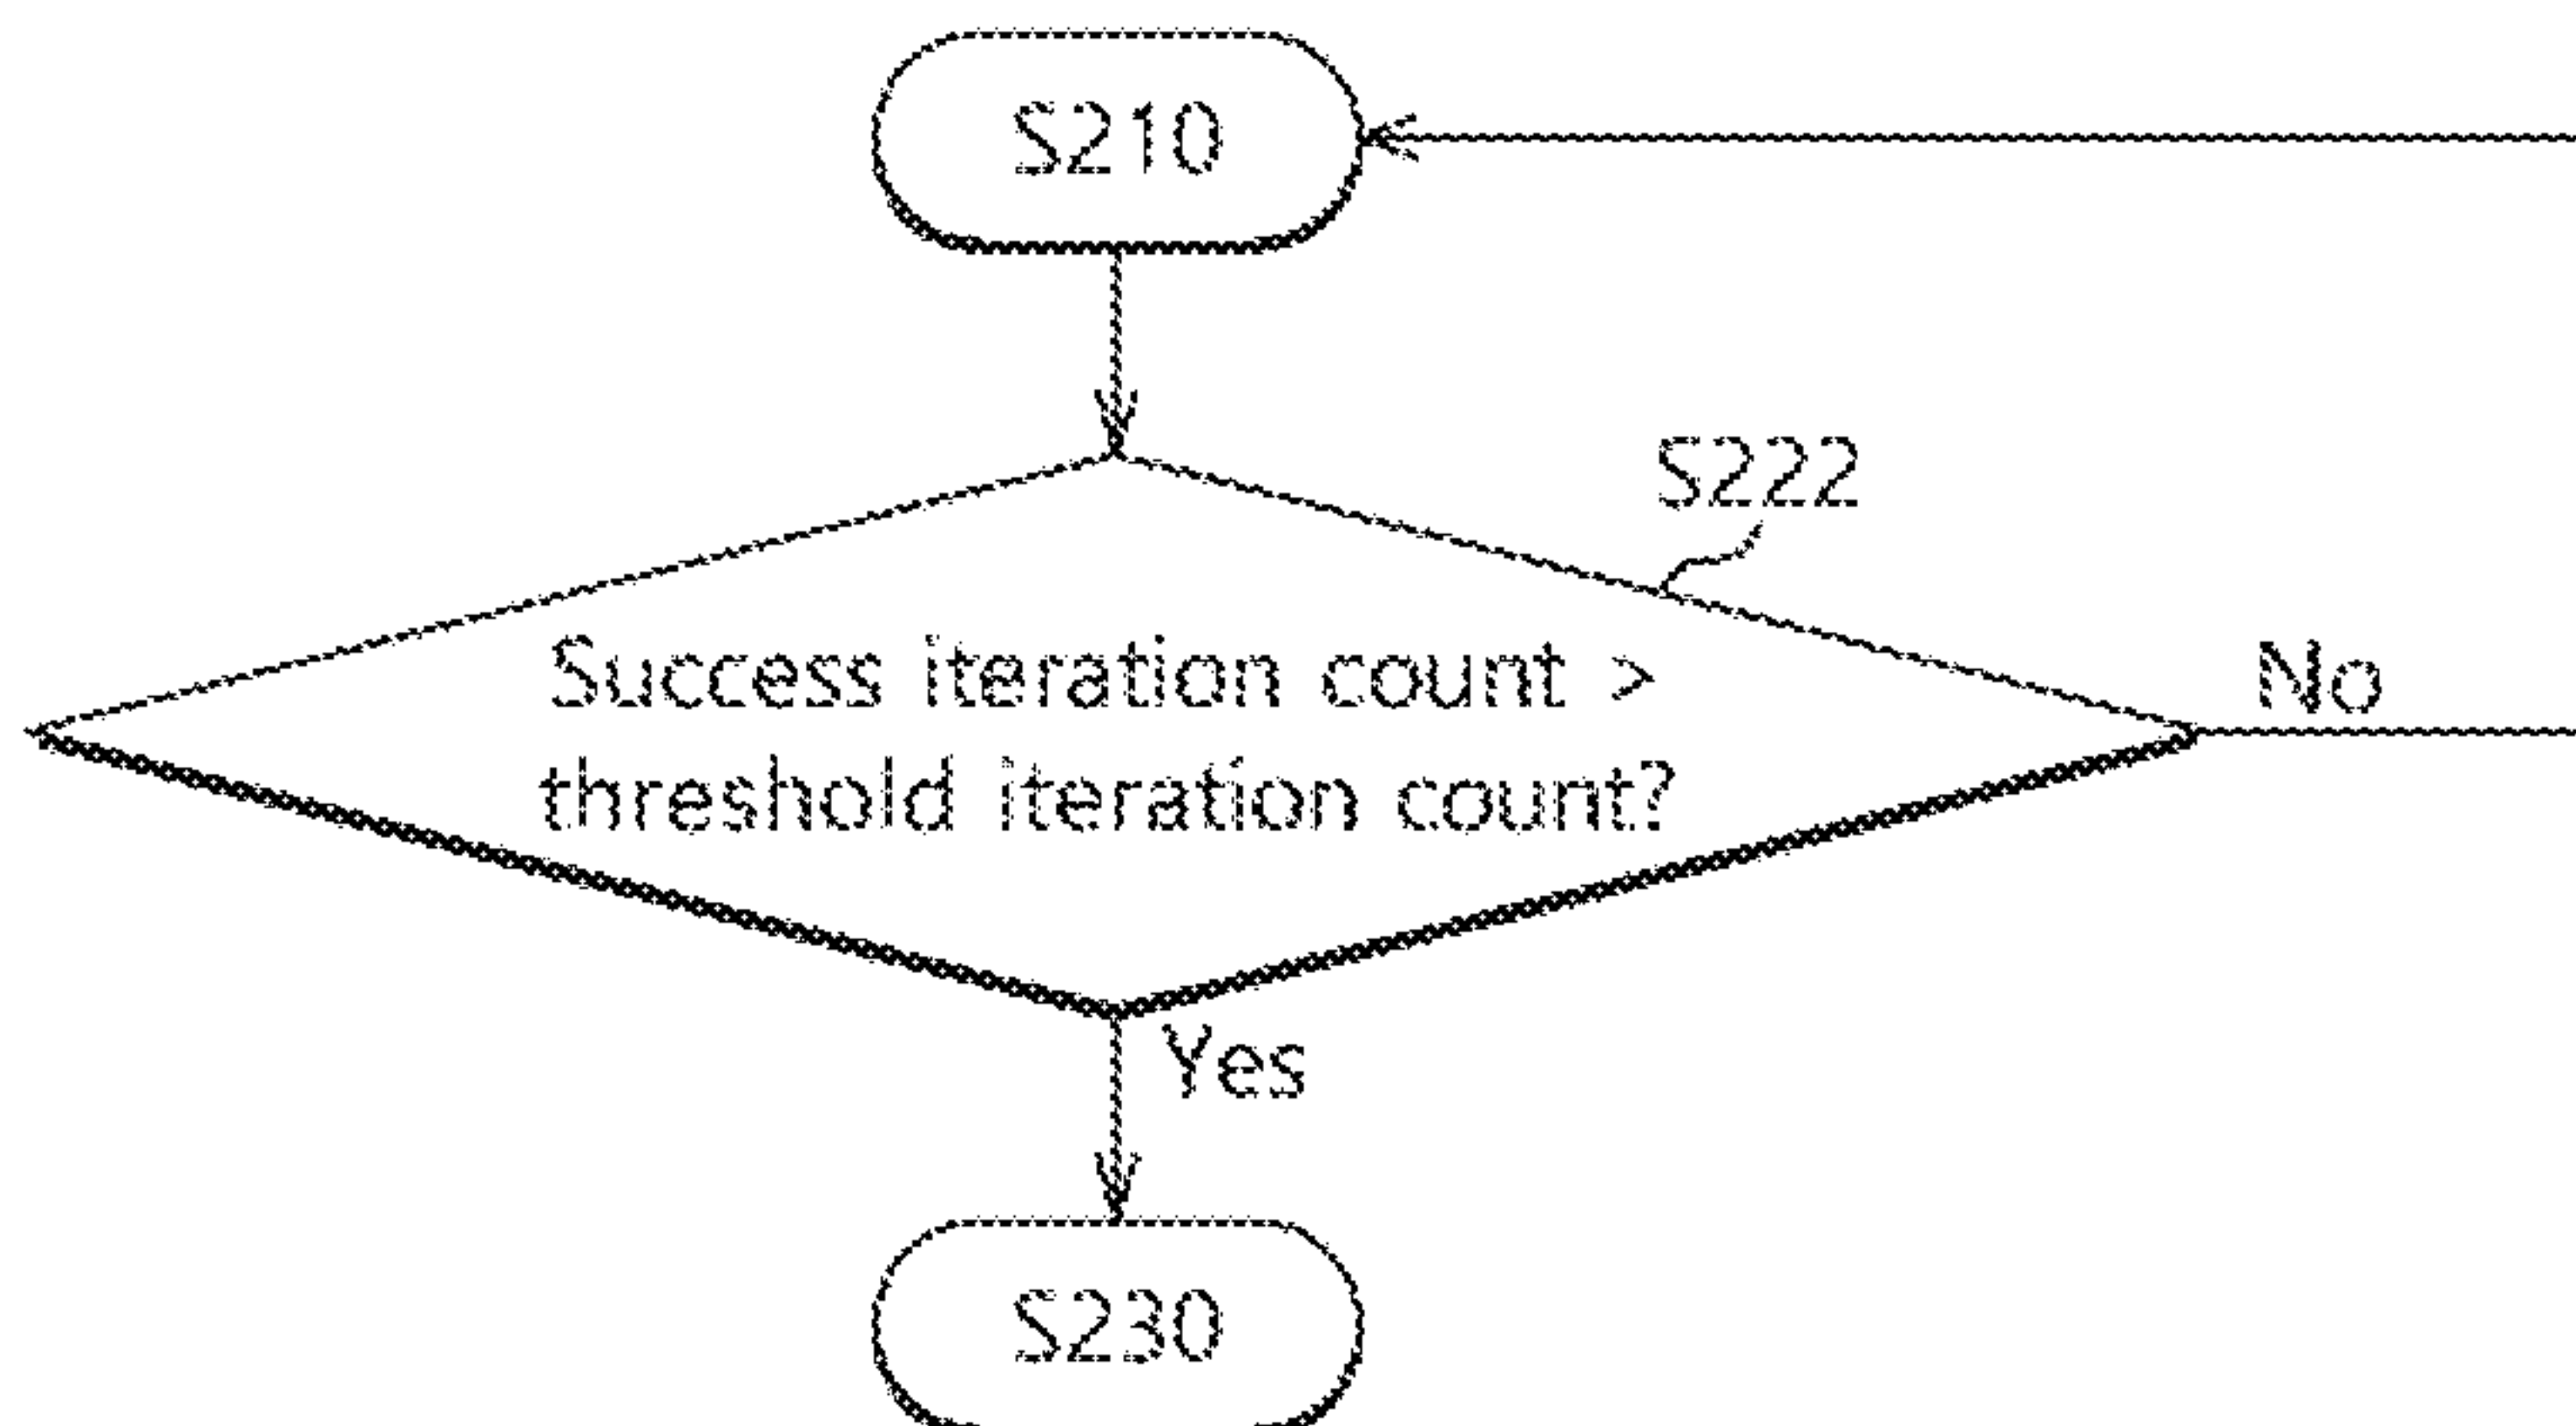 S210
S222
Success iteration count >
threshold iteration count?
No
Yes
S230